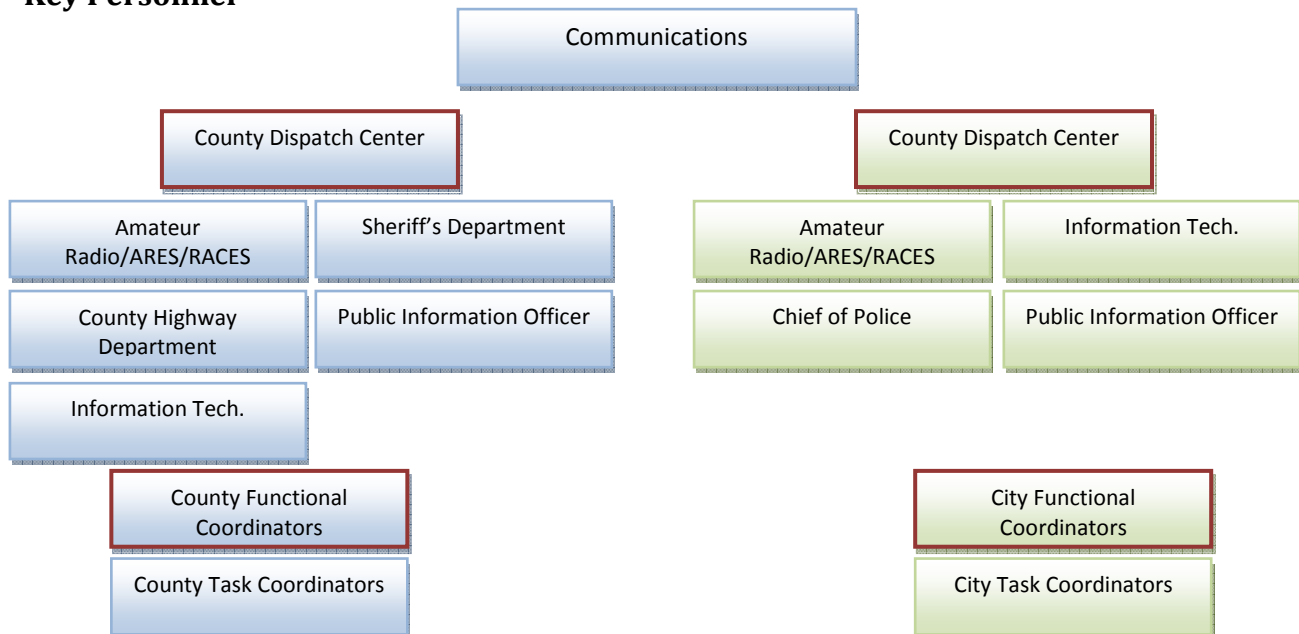 Key Personnel
Communications
County Dispatch Center
County Dispatch Center
Amateur
Radio/ARES/RACES
Sheriff’s Department
Amateur
Radio/ARES/RACES
Information Tech.
County Highway
Department
Public Information Officer
Chief of Police
Public Information Officer
Information Tech.
County Functional
Coordinators
City Functional
Coordinators
County Task Coordinators
City Task Coordinators